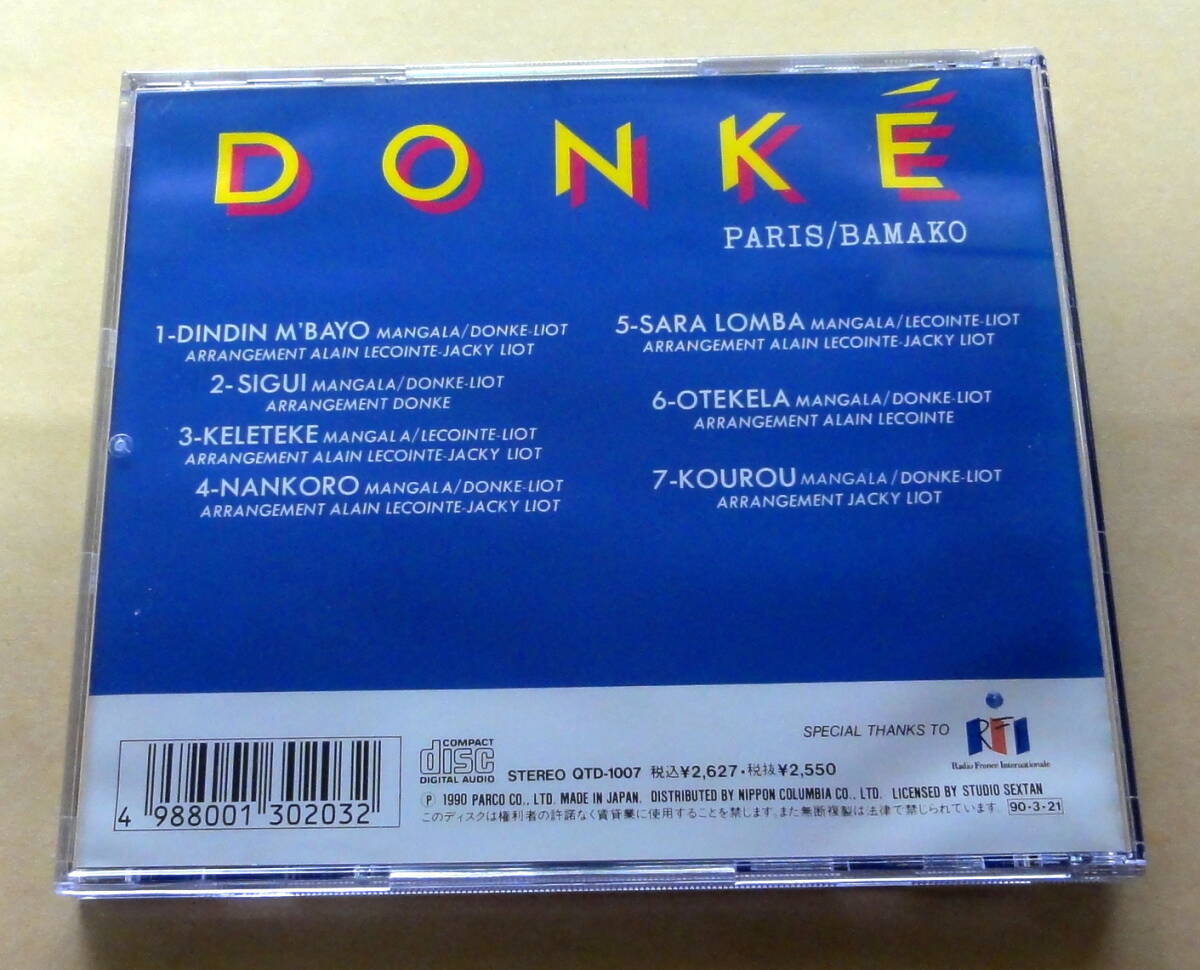 DONKÉ
PARIS/BAMAKO
1-DINDIN M'BAYO MANGALA/DONKE-LIOT
ARRANGEMENT ALAIN LECOINTE-JACKY LIOT
2-SIGUI MANGALA/DONKE-LIOT
ARRANGEMENT DONKE
3-KELETEKE MANGALA/LECOINTE-LIOT
ARRANGEMENT ALAIN LECOINTE-JACKY LIOT
4-NANKORO MANGALA/DONKE-LIOT
ARRANGEMENT ALAIN LECOINTE-JACKY LIOT
5-SARA LOMBA MANGALA/LECOINTE-LIOT
ARRANGEMENT ALAIN LECOINTE-JACKY LIOT
6-OTEKELA MANGALA/DONKE-LIOT
ARRANGEMENT ALAIN LECOINTE
7-KOUROU MANGALA/DONKE-LIOT
ARRANGEMENT JACKY LIOT
SPECIAL THANKS TO
RFI
Radio France Internationale
4 988001 302032
COMPACT
disc
DIGITAL AUDIO
STEREO QTD-1007 税込¥2,627・税抜¥2,550
Ⓟ 1990 PARCO CO., LTD. MADE IN JAPAN. DISTRIBUTED BY NIPPON COLUMBIA CO., LTD. LICENSED BY STUDIO SEXTAN
このディスクは権利者の許諾なく賃貸業に使用することを禁じます。また無断複製は法律で禁じられています。 90・3・21